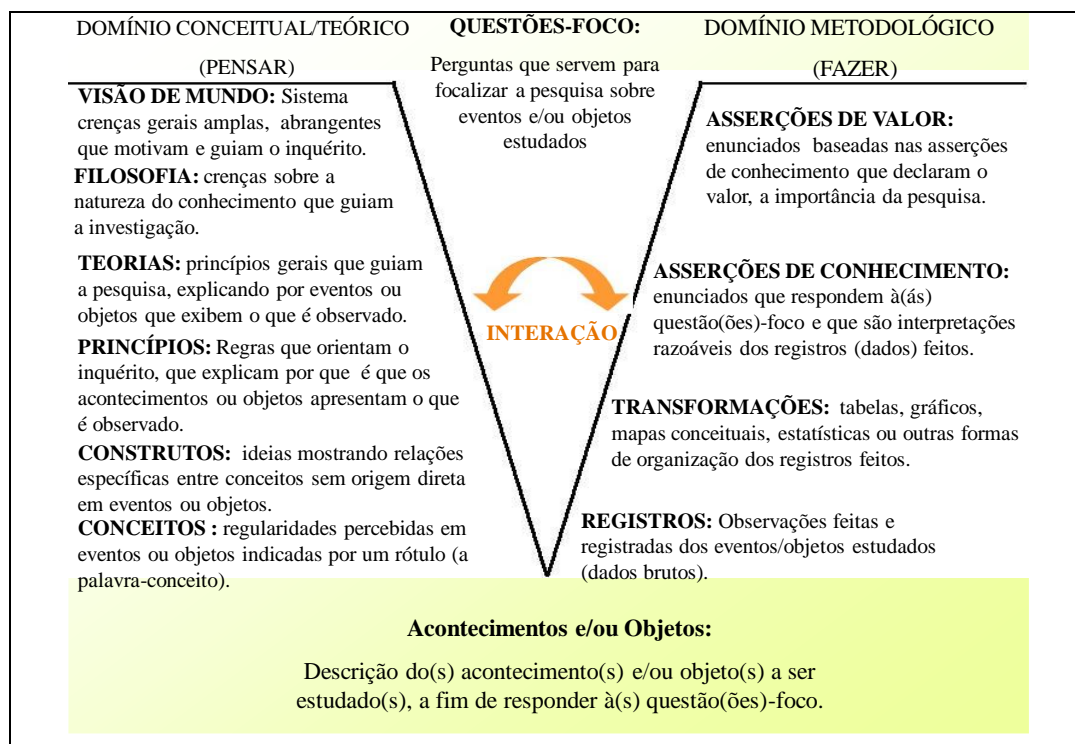 DOMÍNIO CONCEITUAL/TEÓRICO
(PENSAR)
VISÃO DE MUNDO: Sistema
crenças gerais amplas, abrangentes
que motivam e guiam o inquérito.
FILOSOFIA: crenças sobre a
natureza do conhecimento que guiam
a investigação.
TEORIAS: princípios gerais que guiam
a pesquisa, explicando por eventos ou
objetos que exibem o que é observado.
PRINCÍPIOS: Regras que orientam o
inquérito, que explicam por que é que os
acontecimentos ou objetos apresentam o que
é observado.
CONSTRUTOS: ideias mostrando relações
específicas entre conceitos sem origem direta
em eventos ou objetos.
CONCEITOS : regularidades percebidas em
eventos ou objetos indicadas por um rótulo (a
palavra-conceito).
QUESTÕES-FOCO:
Perguntas que servem para
focalizar a pesquisa sobre
eventos e/ou objetos
estudados
INTERAÇÃO
DOMÍNIO METODOLÓGICO
(FAZER)
ASSERÇÕES DE VALOR:
enunciados baseadas nas asserções
de conhecimento que declaram o
valor, a importância da pesquisa.
ASSERÇÕES DE CONHECIMENTO:
enunciados que respondem à(ás)
questão(ões)-foco e que são interpretações
razoáveis dos registros (dados) feitos.
TRANSFORMAÇÕES: tabelas, gráficos,
mapas conceituais, estatísticas ou outras formas
de organização dos registros feitos.
REGISTROS: Observações feitas e
registradas dos eventos/objetos estudados
(dados brutos).
Acontecimentos e/ou Objetos:
Descrição do(s) acontecimento(s) e/ou objeto(s) a ser
estudado(s), a fim de responder à(s) questão(ões)-foco.